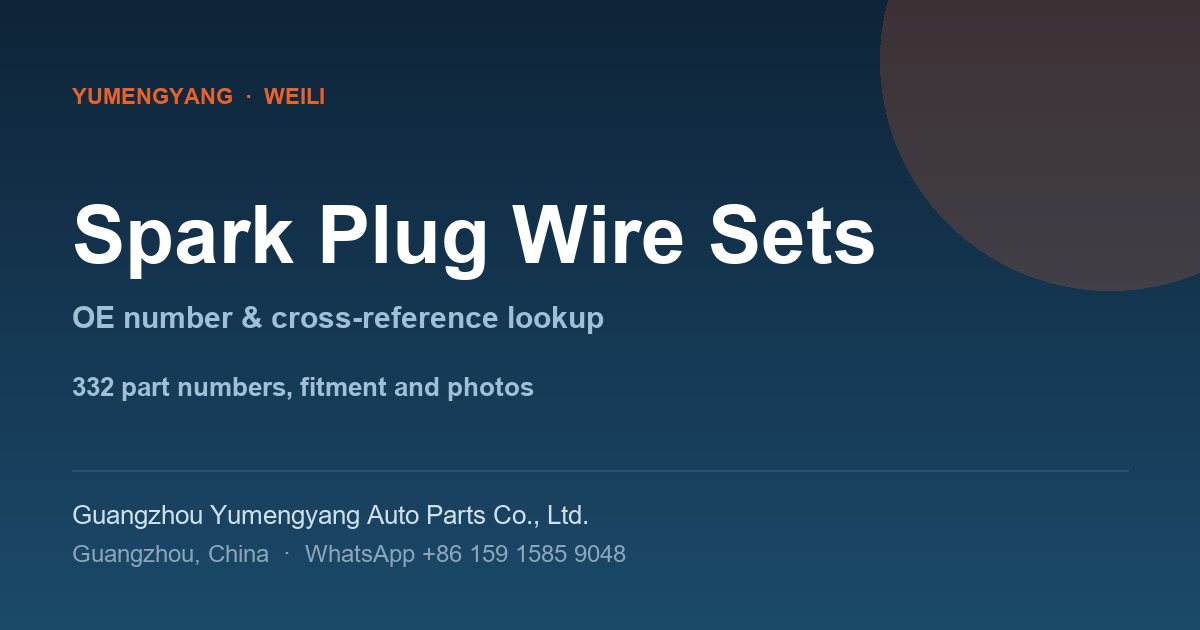 YUMENGYANG · WEILI
Spark Plug Wire Sets
OE number & cross-reference lookup
332 part numbers, fitment and photos
Guangzhou Yumengyang Auto Parts Co., Ltd.
Guangzhou, China · WhatsApp +86 159 1585 9048